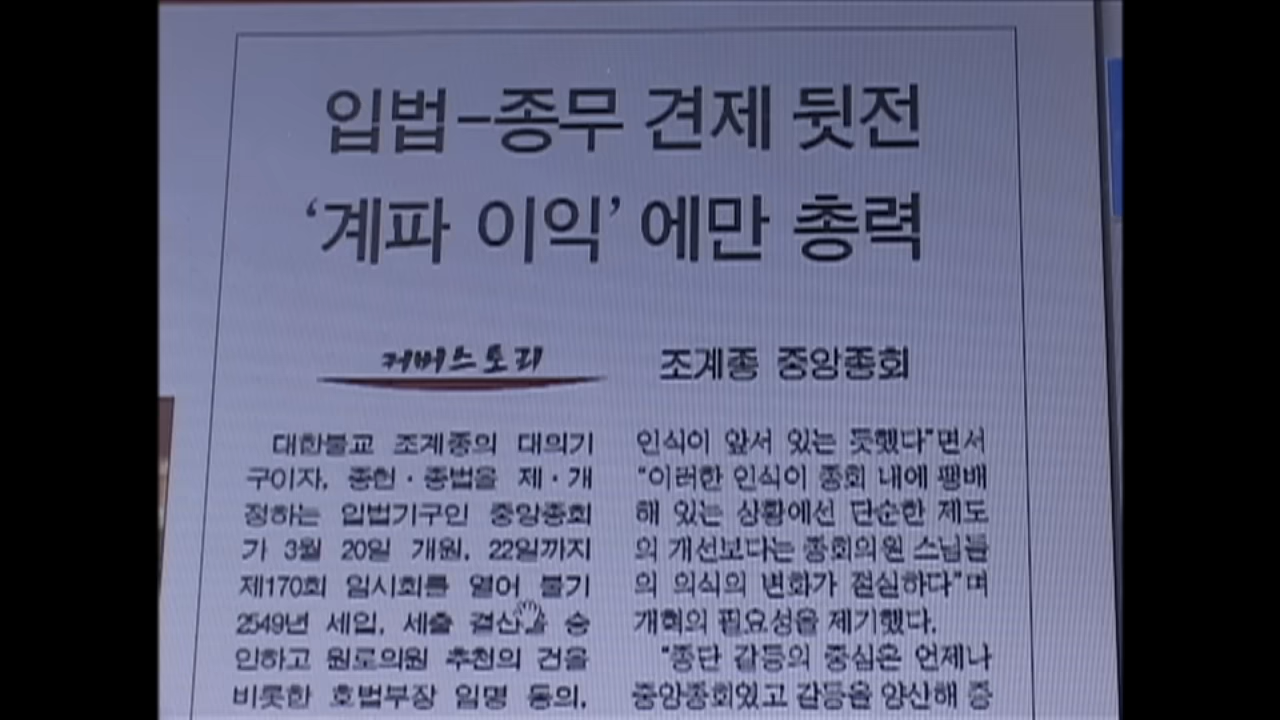 입법-종무 견제 뒷전
‘계파 이익’에만 총력
커버스토리
조계종 중앙종회
대한불교 조계종의 대의기
구이자, 종헌·종법을 제·개
정하는 입법기구인 중앙종회
가 3월 20일 개원, 22일까지
제170회 임시회를 열어 불기
2549년 세입, 세출 결산을 승
인하고 원로의원 추천의 건을
비롯한 호법부장 임명 동의,
인식이 앞서 있는 듯했다”면서
“이러한 인식이 종회 내에 팽배
해 있는 상황에선 단순한 제도
의 개선보다는 종회의원 스님들
의 의식의 변화가 절실하다”며
개혁의 필요성을 제기했다.
“종단 갈등의 중심은 언제나
중앙종회였고 갈등을 양산해 중